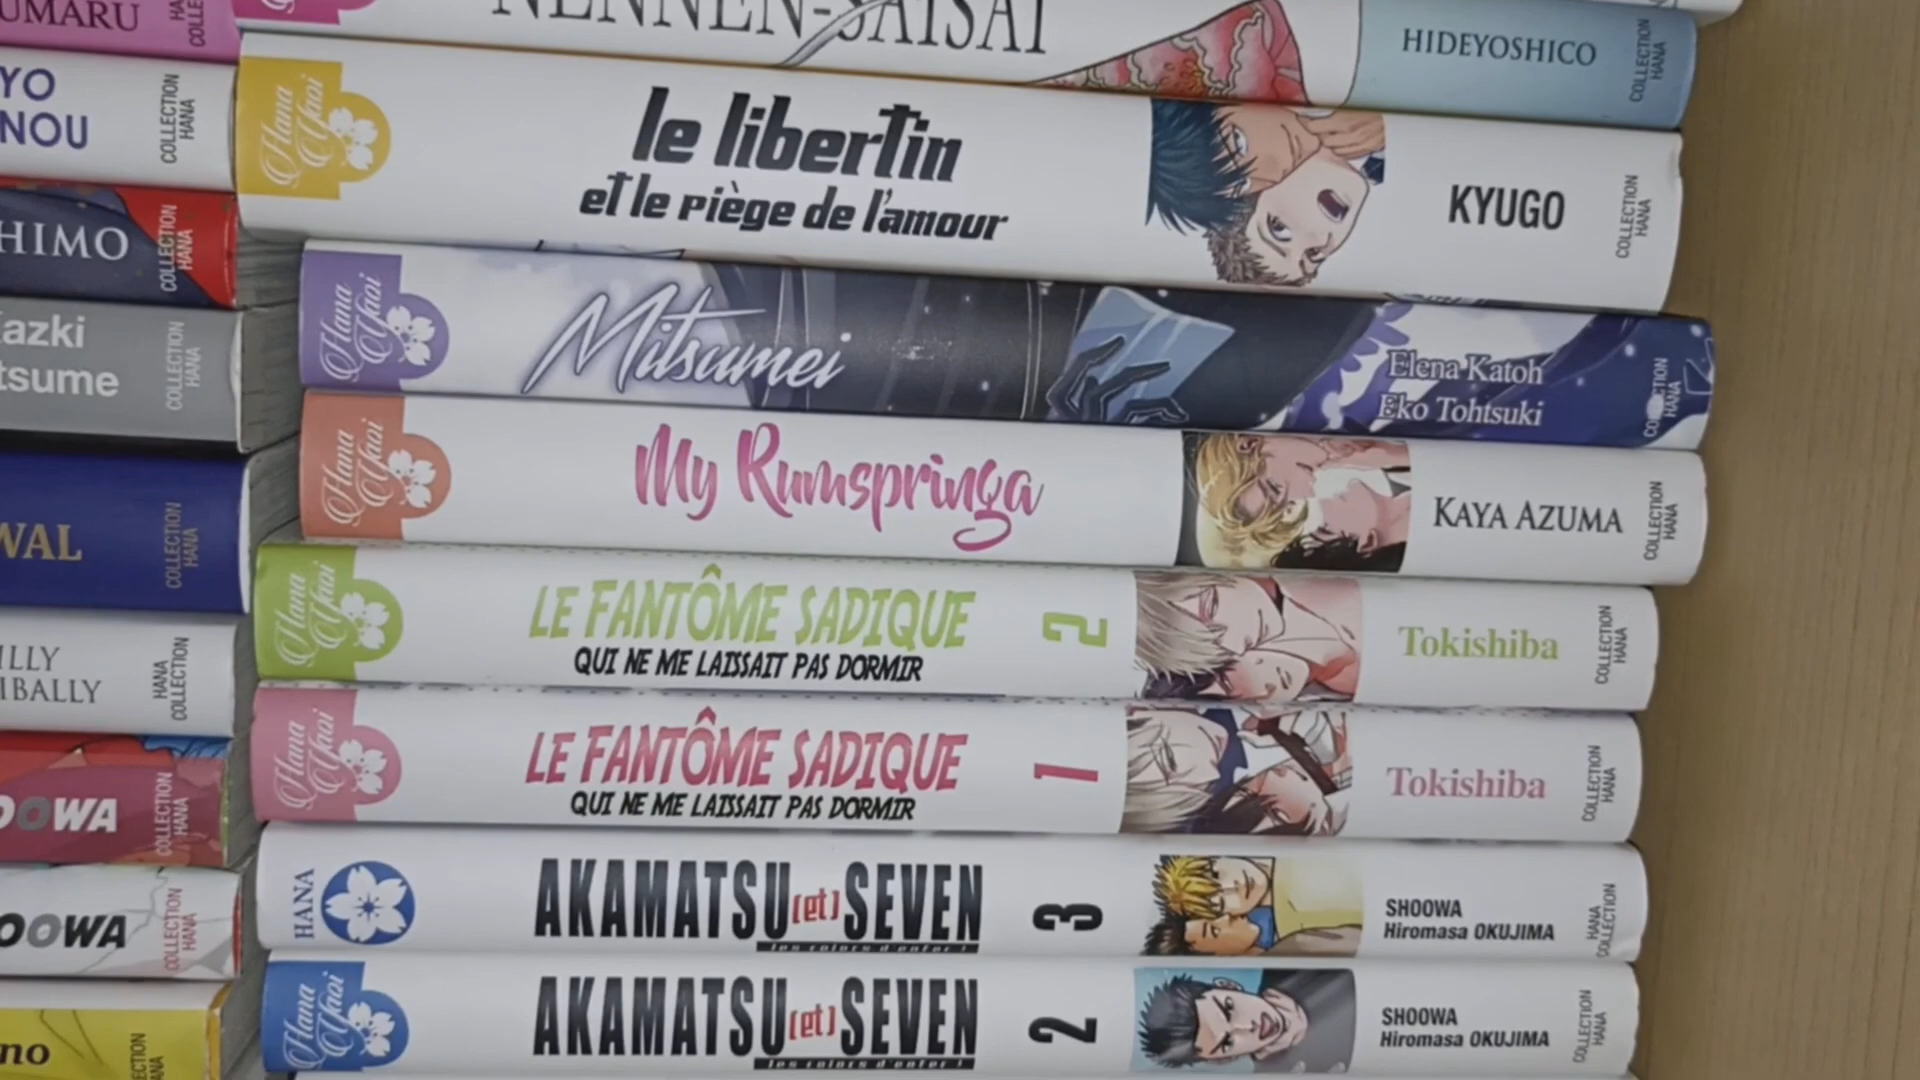 UMARU
YO
NOU
COLLECTION
HANA
HIMO
COLLECTION
HANA
azki
tsume
COLLECTION
HANA
WAL
COLLECTION
HANA
ILLY
IBALLY
HANA
COLLECTION
OOWA
COLLECTION
HANA
OOWA
COLLECTION
HANA
no
NENNEN-SAISAI
HIDEYOSHICO
COLLECTION
HANA
Hana
Yaoi
le libertin
et le piège de l'amour
KYUGO
COLLECTION
HANA
Hana
Yaoi
Mitsumei
Elena Katoh
Eko Tohtsuki
HANA
Hana
Yaoi
My Rumspringa
KAYA AZUMA
COLLECTION
HANA
Hana
Yaoi
LE FANTÔME SADIQUE
QUI NE ME LAISSAIT PAS DORMIR
2
Tokishiba
COLLECTION
HANA
Hana
Yaoi
LE FANTÔME SADIQUE
QUI NE ME LAISSAIT PAS DORMIR
1
Tokishiba
COLLECTION
HANA
HANA
AKAMATSU [et] SEVEN
3
SHOOWA
Hiromasa OKUJIMA
HANA
COLLECTION
Hana
Yaoi
AKAMATSU [et] SEVEN
2
SHOOWA
Hiromasa OKUJIMA
COLLECTION
HANA